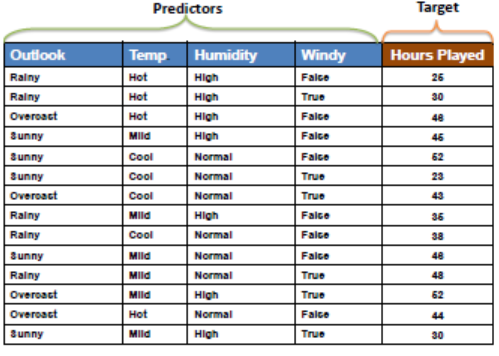 Predictors Target
Outlook Temp. Humidity Windy Hours Played
Rainy Hot High False 25
Rainy Hot High True 30
Overcast Hot High False 46
Sunny Mild High False 45
Sunny Cool Normal False 52
Sunny Cool Normal True 23
Overcast Cool Normal True 43
Rainy Mild High False 35
Rainy Cool Normal False 38
Sunny Mild Normal False 46
Rainy Mild Normal True 48
Overcast Mild High True 52
Overcast Hot Normal False 44
Sunny Mild High True 30